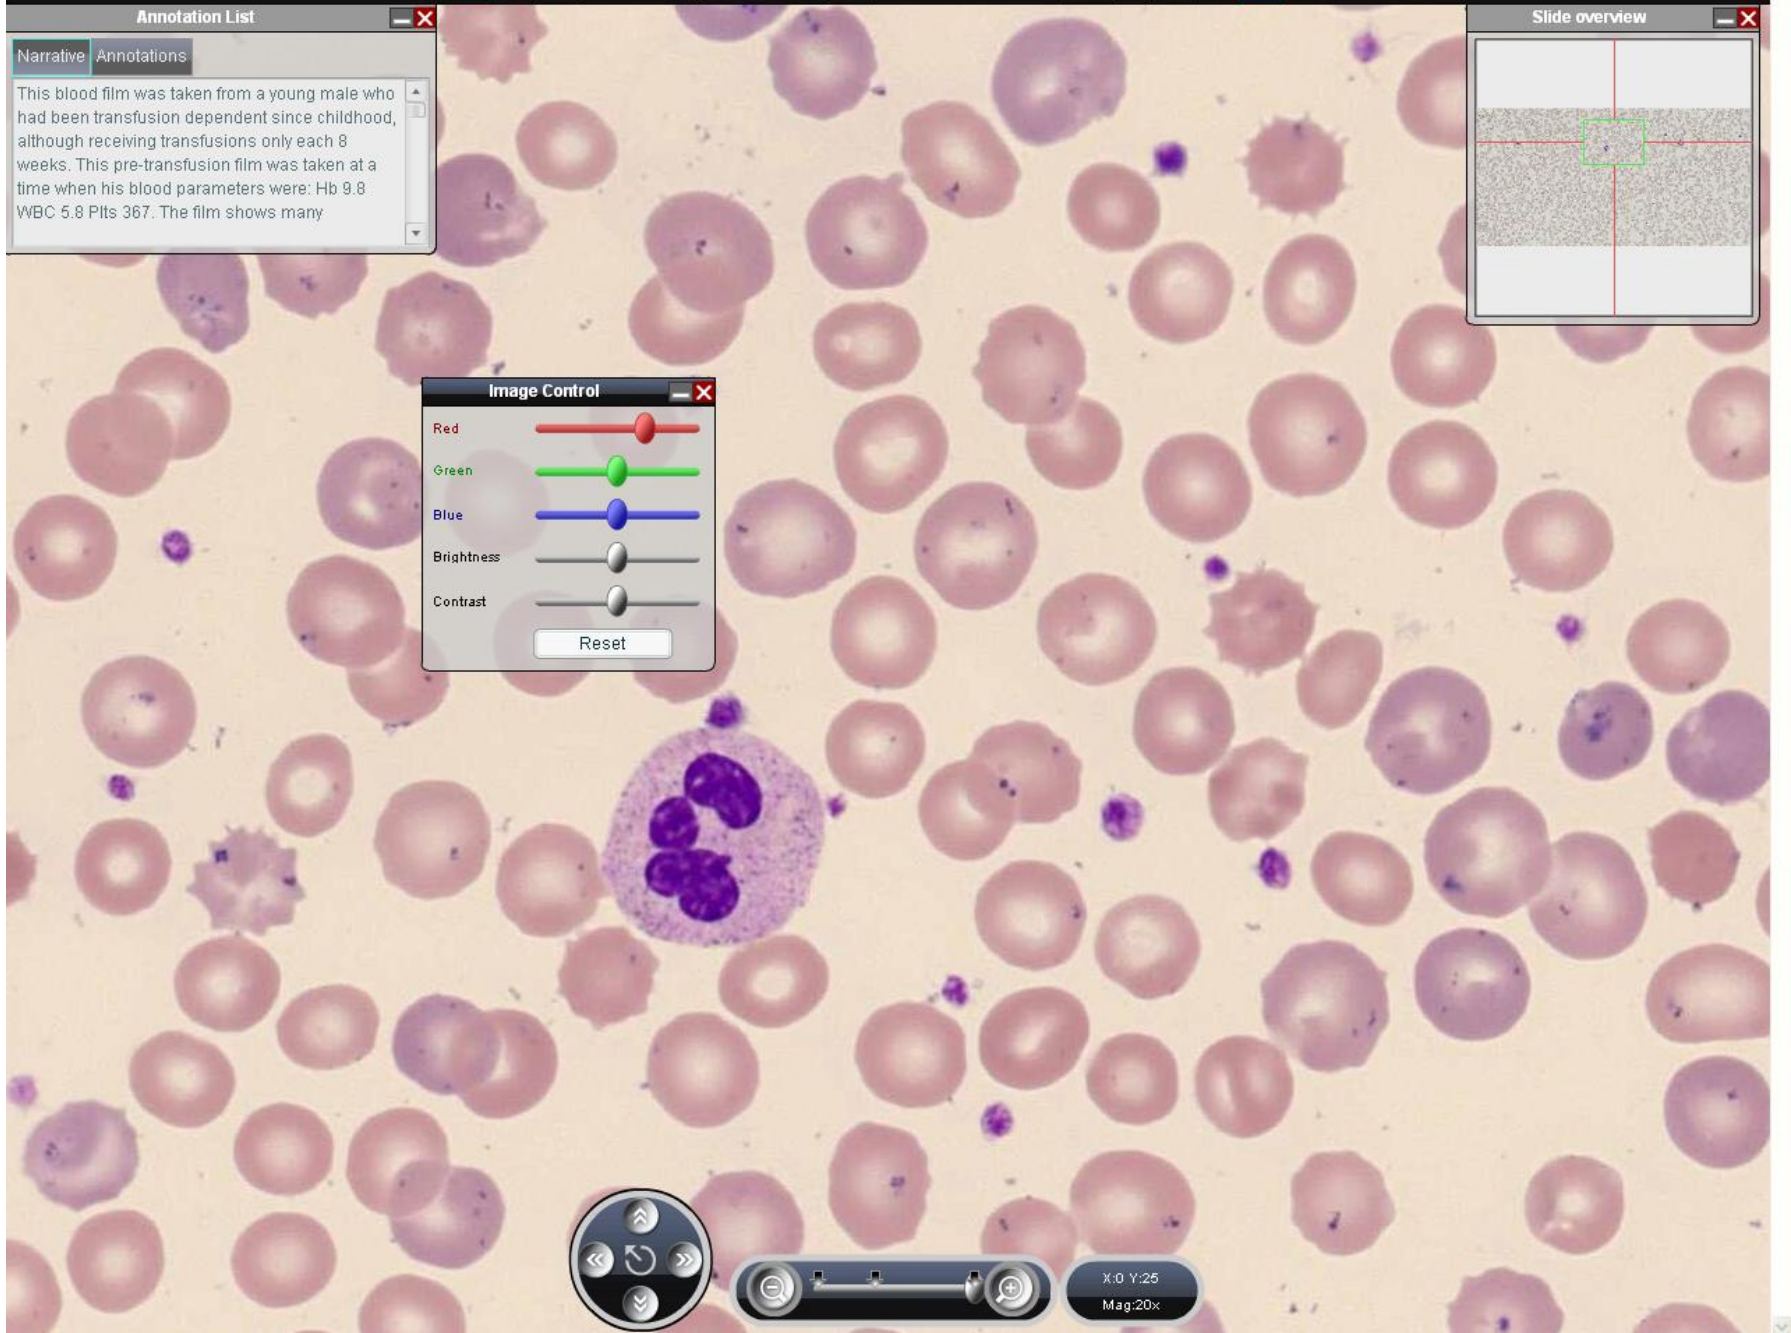 Annotation List
Narrative Annotations
This blood film was taken from a young male who
had been transfusion dependent since childhood,
although receiving transfusions only each 8
weeks. This pre-transfusion film was taken at a
time when his blood parameters were: Hb 9.8
WBC 5.8 Plts 367. The film shows many
Slide overview
Image Control
Red
Green
Blue
Brightness
Contrast
Reset
X:0 Y:25
Mag:20x